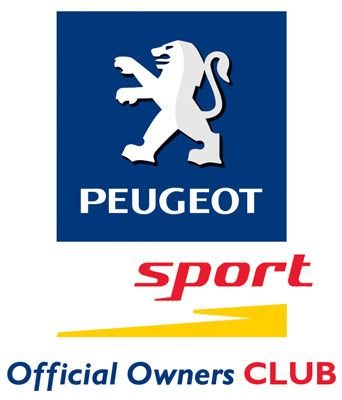 PEUGEOT
sport
Official Owners CLUB